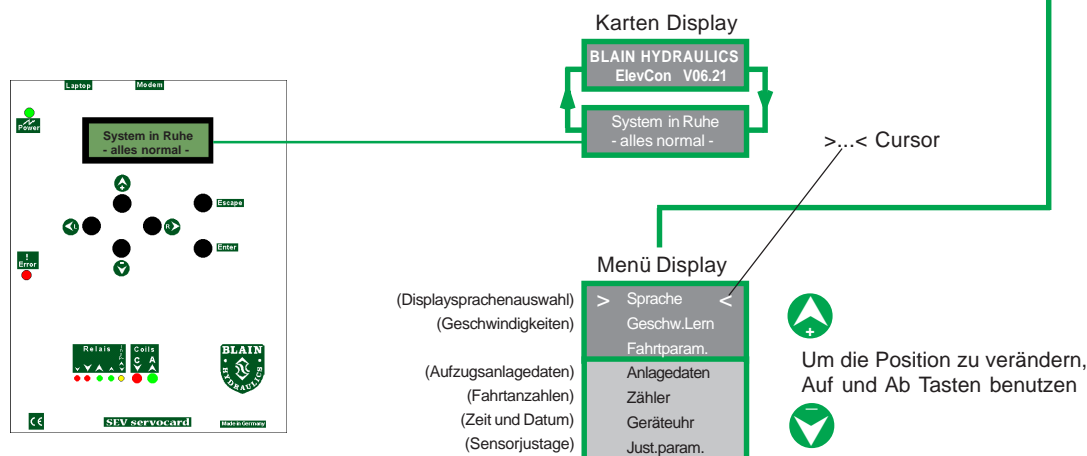 Karten Display
BLAIN HYDRAULICS
ElevCon V06.21
System in Ruhe
- alles normal -
>...< Cursor
Laptop
Modem
Power
System in Ruhe
- alles normal -
+
Escape
L
R
Enter
-
!
Error
Relais
Coils
C A
BLAIN
HYDRAULICS
CE
SEV servocard
Made in Germany
Menü Display
(Displaysprachenauswahl) > Sprache <
(Geschwindigkeiten) Geschw.Lern
Fahrtparam.
(Aufzugsanlagedaten) Anlagedaten
(Fahrtanzahlen) Zähler
(Zeit und Datum) Geräteuhr
(Sensorjustage) Just.param.
+
Um die Position zu verändern,
Auf und Ab Tasten benutzen
-